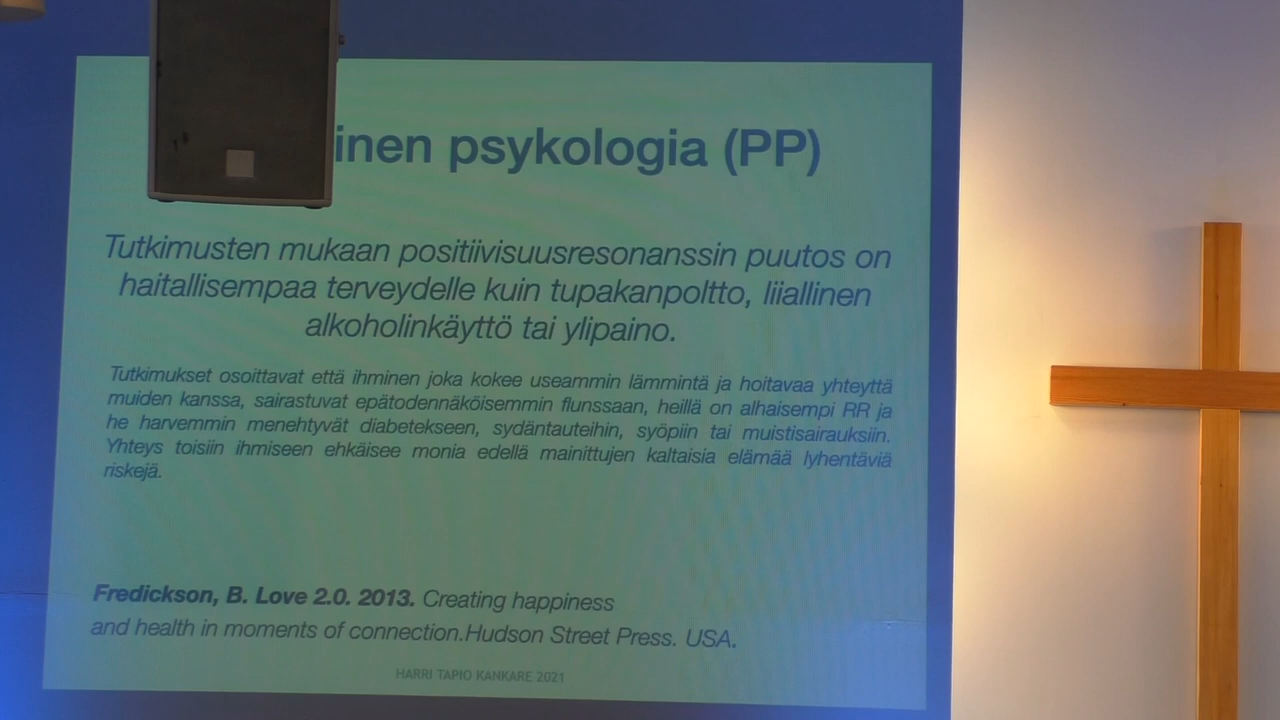 inen psykologia (PP)
Tutkimusten mukaan positiivisuusresonanssin puutos on
haitallisempaa terveydelle kuin tupakanpoltto, liiallinen
alkoholinkäyttö tai ylipaino.
Tutkimukset osoittavat että ihminen joka kokee useammin lämmintä ja hoitavaa yhteyttä
muiden kanssa, sairastuvat epätodennäköisemmin flunssaan, heillä on alhaisempi RR ja
he harvemmin menehtyvät diabetekseen, sydäntauteihin, syöpiin tai muistisairauksiin.
Yhteys toisiin ihmiseen ehkäisee monia edellä mainittujen kaltaisia elämää lyhentäviä
riskejä.
Fredickson, B. Love 2.0. 2013. Creating happiness
and health in moments of connection.Hudson Street Press. USA.
HARRI TAPIO KANKARE 2021